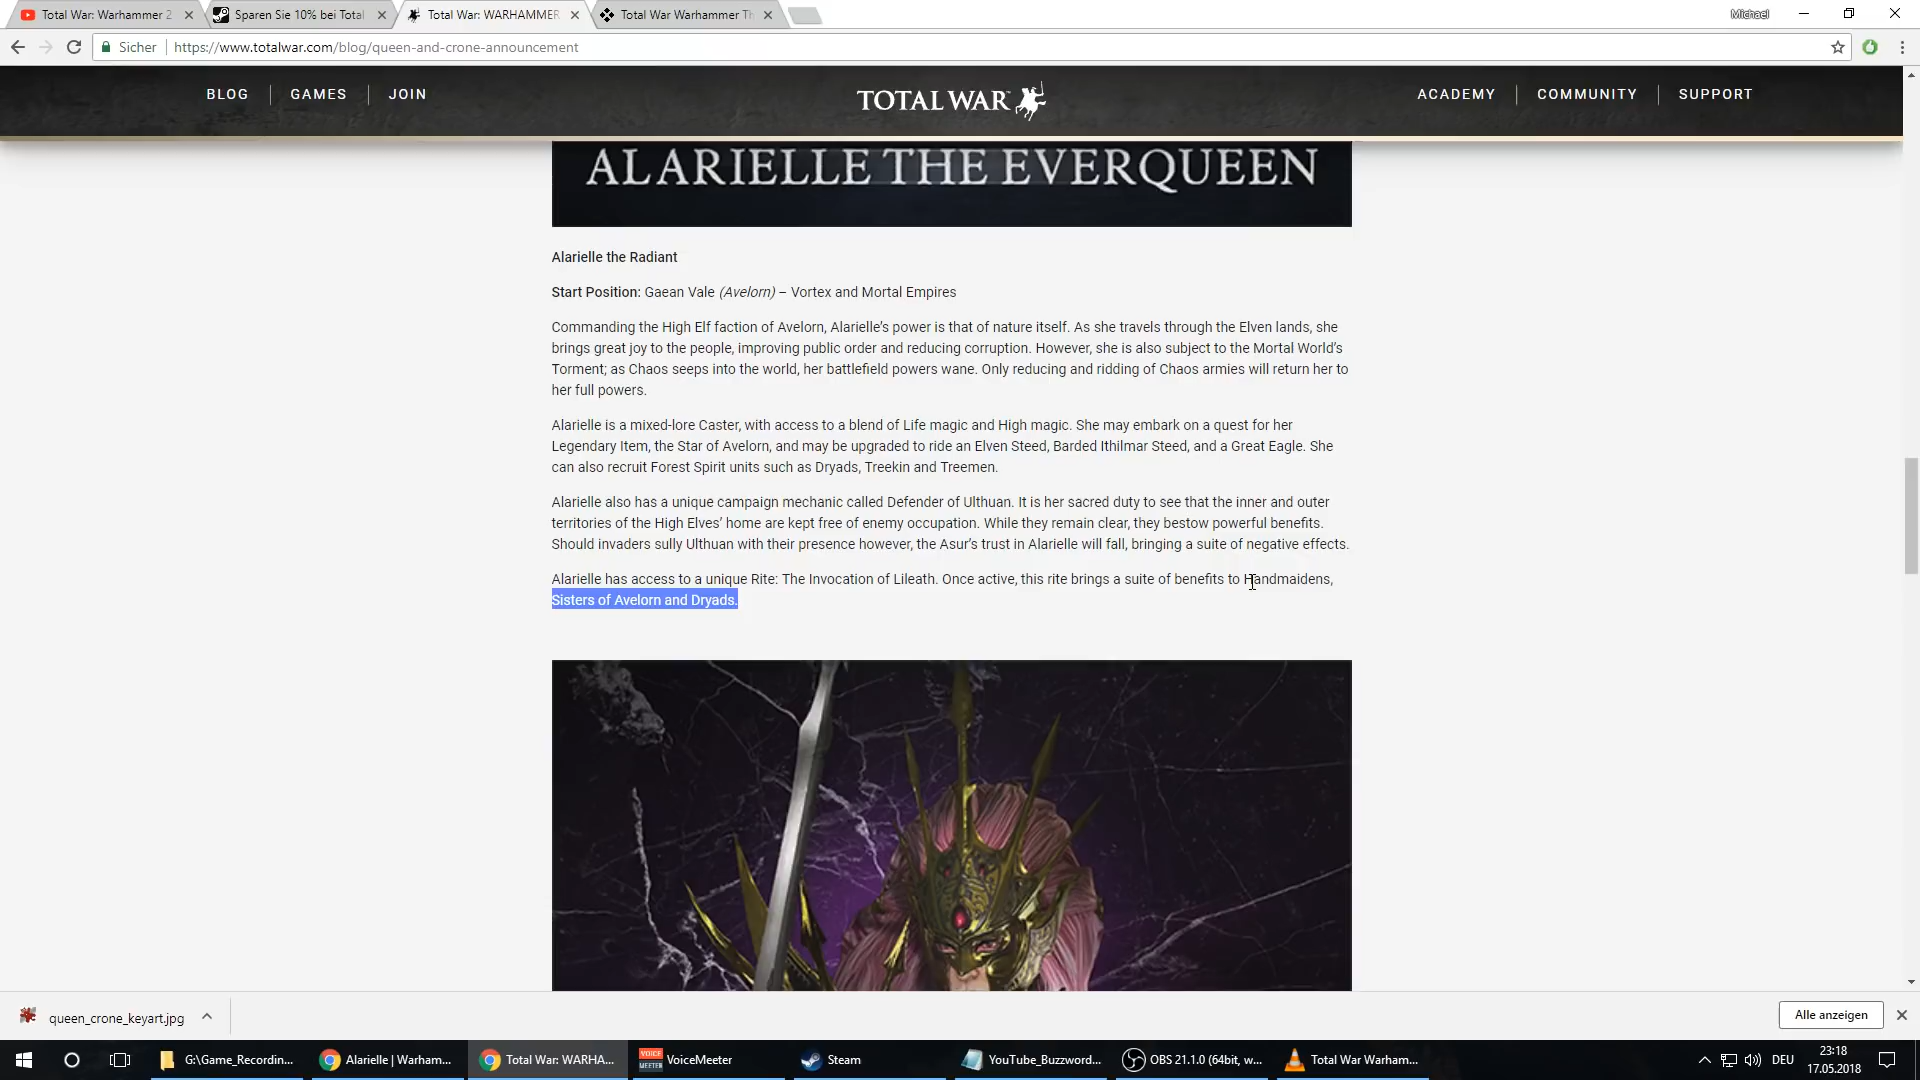 Total War: Warhammer 2
Sparen Sie 10% bei Total
Total War: WARHAMMER
Total War Warhammer Th
Michael
Sicher
https://www.totalwar.com/blog/queen-and-crone-announcement
BLOG
GAMES
JOIN
TOTAL WAR
ACADEMY
COMMUNITY
SUPPORT
ALARIELLE THE EVERQUEEN
Alarielle the Radiant
Start Position: Gaean Vale (Avelorn) – Vortex and Mortal Empires
Commanding the High Elf faction of Avelorn, Alarielle’s power is that of nature itself. As she travels through the Elven lands, she
brings great joy to the people, improving public order and reducing corruption. However, she is also subject to the Mortal World’s
Torment; as Chaos seeps into the world, her battlefield powers wane. Only reducing and ridding of Chaos armies will return her to
her full powers.
Alarielle is a mixed-lore Caster, with access to a blend of Life magic and High magic. She may embark on a quest for her
Legendary Item, the Star of Avelorn, and may be upgraded to ride an Elven Steed, Barded Ithilmar Steed, and a Great Eagle. She
can also recruit Forest Spirit units such as Dryads, Treekin and Treemen.
Alarielle also has a unique campaign mechanic called Defender of Ulthuan. It is her sacred duty to see that the inner and outer
territories of the High Elves’ home are kept free of enemy occupation. While they remain clear, they bestow powerful benefits.
Should invaders sully Ulthuan with their presence however, the Asur’s trust in Alarielle will fall, bringing a suite of negative effects.
Alarielle has access to a unique Rite: The Invocation of Lileath. Once active, this rite brings a suite of benefits to Handmaidens,
Sisters of Avelorn and Dryads.
queen_crone_keyart.jpg
Alle anzeigen
G:\Game_Recordin...
Alarielle | Warham...
Total War: WARHA...
VOICE MEETER
VoiceMeeter
Steam
YouTube_Buzzword...
OBS 21.1.0 (64bit, w...
Total War Warham...
DEU
23:18
17.05.2018